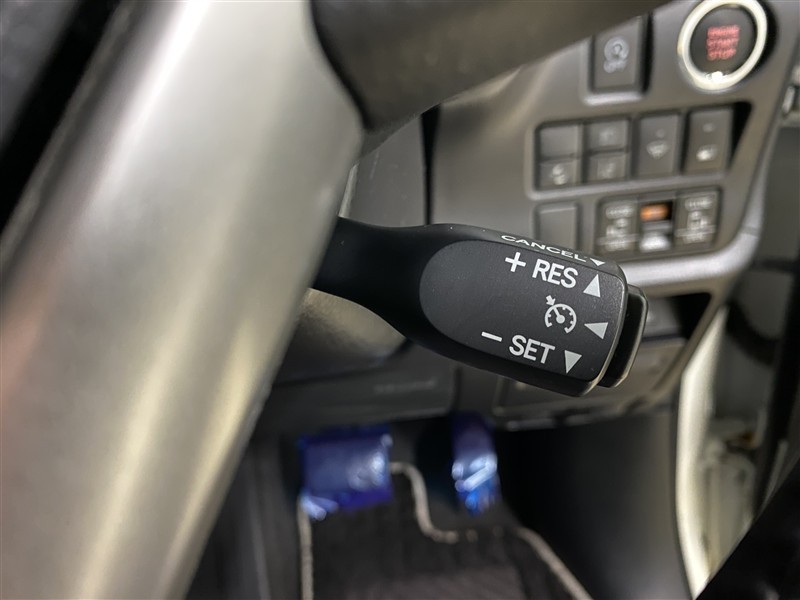 ENGINE
START
STOP
CANCEL▼
+ RES ▲
− SET ▼